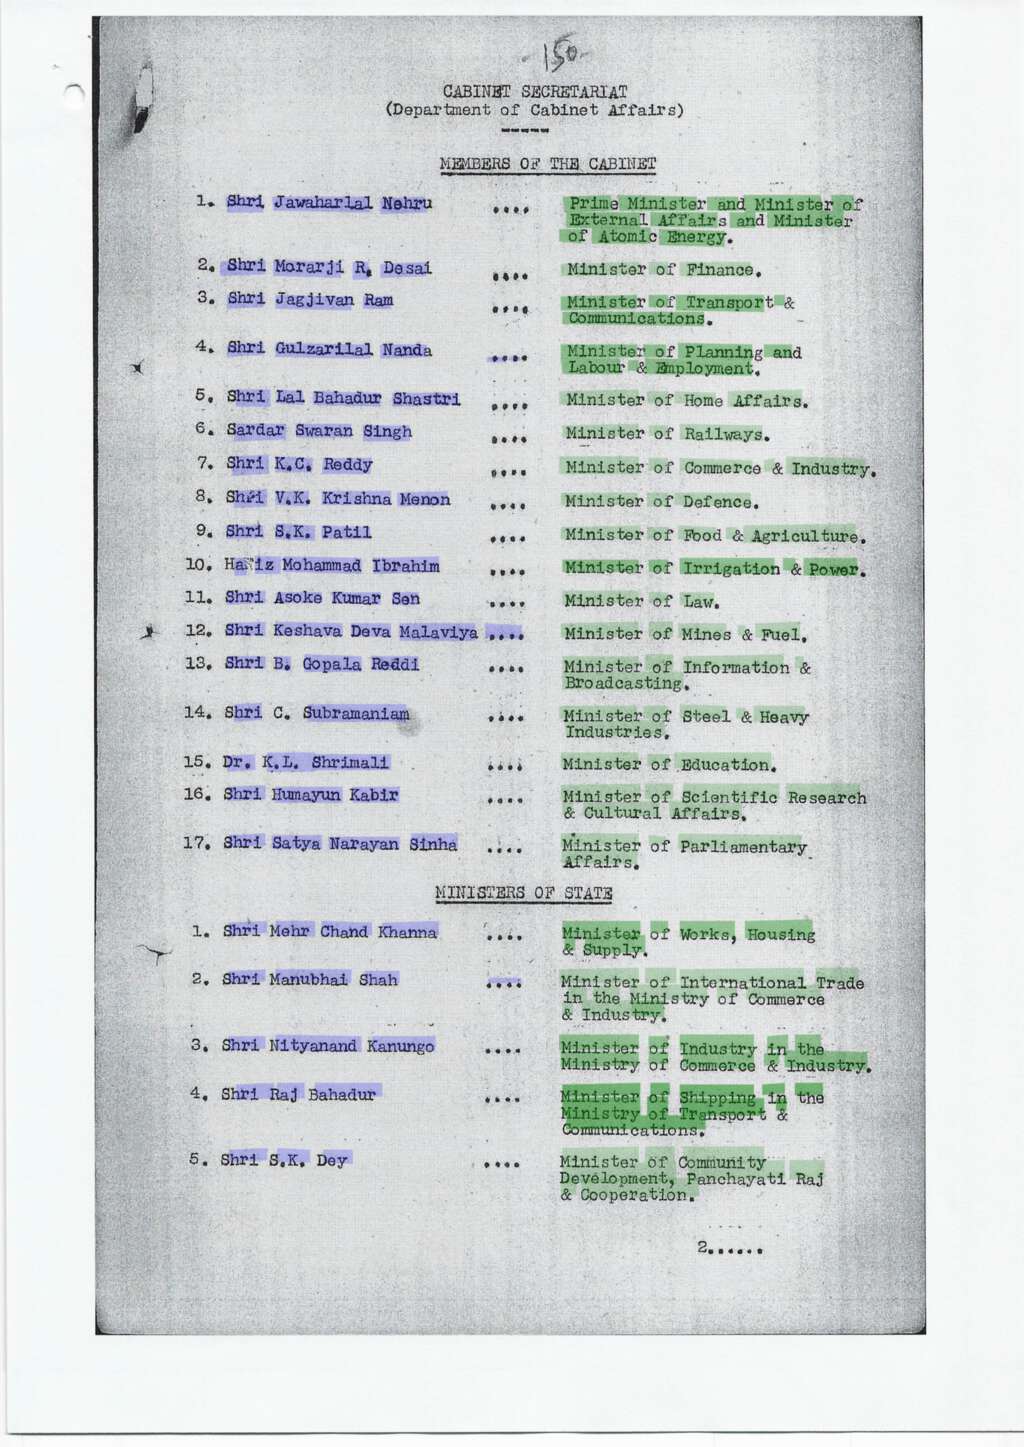 -150-
CABINET SECRETARIAT
(Department of Cabinet Affairs)
-----
MEMBERS OF THE CABINET
1. Shri Jawaharlal Nehru .... Prime Minister and Minister of
External Affairs and Minister
of Atomic Energy.
2. Shri Morarji R. Desai .... Minister of Finance.
3. Shri Jagjivan Ram .... Minister of Transport &
Communications.
4. Shri Gulzarilal Nanda .... Minister of Planning and
Labour & Employment.
5. Shri Lal Bahadur Shastri .... Minister of Home Affairs.
6. Sardar Swaran Singh .... Minister of Railways.
7. Shri K.C. Reddy .... Minister of Commerce & Industry.
8. Shri V.K. Krishna Menon .... Minister of Defence.
9. Shri S.K. Patil .... Minister of Food & Agriculture.
10. Hafiz Mohammad Ibrahim .... Minister of Irrigation & Power.
11. Shri Asoke Kumar Sen .... Minister of Law.
12. Shri Keshava Deva Malaviya .... Minister of Mines & Fuel.
13. Shri B. Gopala Reddi .... Minister of Information &
Broadcasting.
14. Shri C. Subramaniam .... Minister of Steel & Heavy
Industries.
15. Dr. K.L. Shrimali .... Minister of Education.
16. Shri Humayun Kabir .... Minister of Scientific Research
& Cultural Affairs.
17. Shri Satya Narayan Sinha .... Minister of Parliamentary
Affairs.
MINISTERS OF STATE
1. Shri Mehr Chand Khanna .... Minister of Works, Housing
& Supply.
2. Shri Manubhai Shah .... Minister of International Trade
in the Ministry of Commerce
& Industry.
3. Shri Nityanand Kanungo .... Minister of Industry in the
Ministry of Commerce & Industry.
4. Shri Raj Bahadur .... Minister of Shipping in the
Ministry of Transport &
Communications.
5. Shri S.K. Dey .... Minister of Community
Development, Panchayati Raj
& Cooperation.
2......